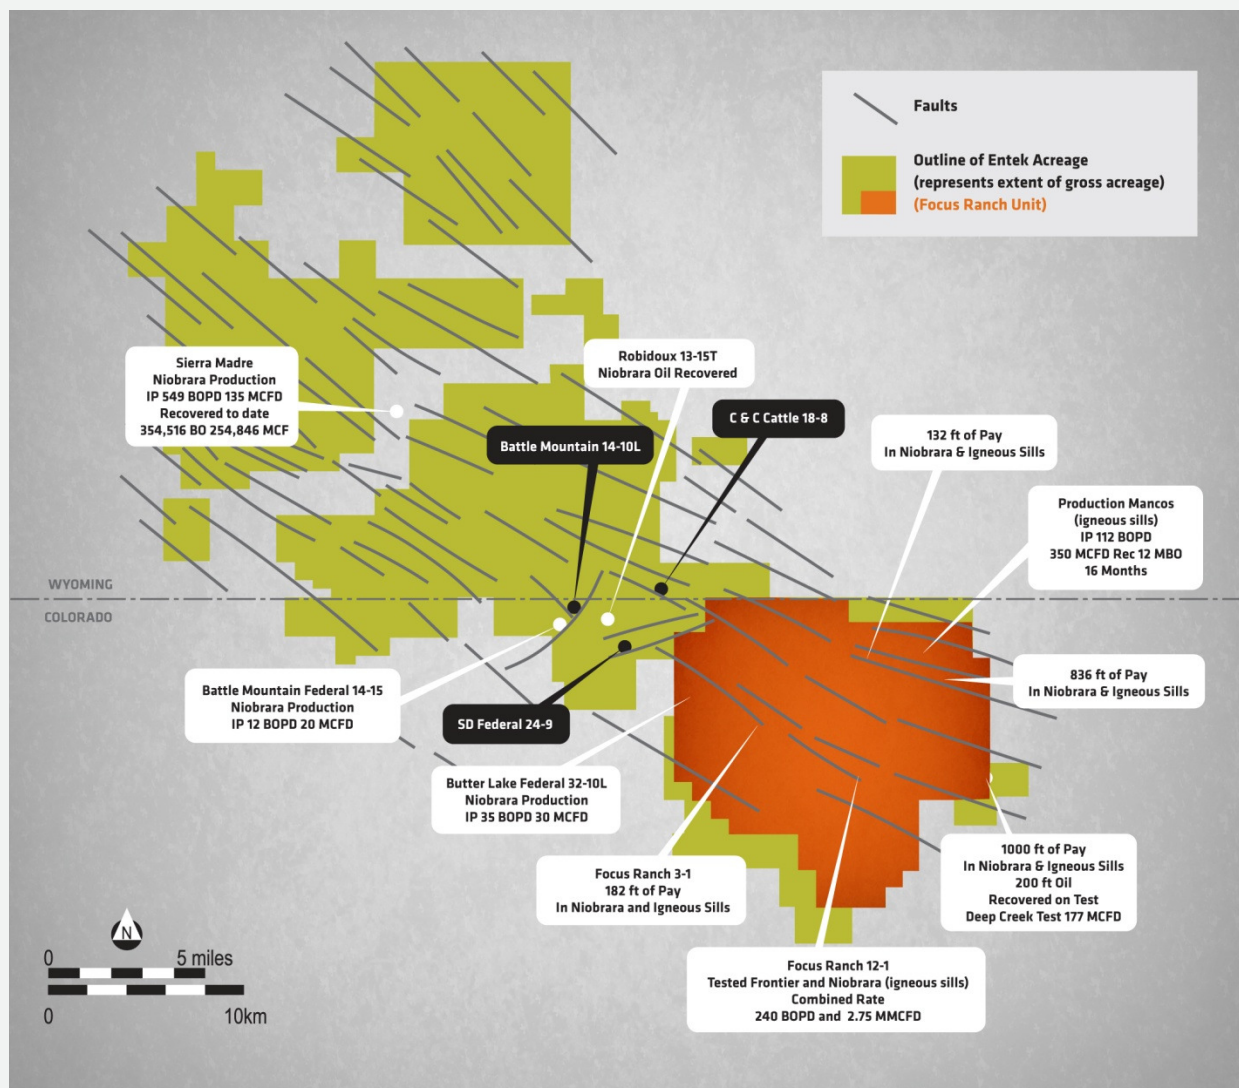 Faults
Outline of Entek Acreage
(represents extent of gross acreage)
(Focus Ranch Unit)
Sierra Madre
Niobrara Production
IP 549 BOPD 135 MCFD
Recovered to date
354,516 BO 254,846 MCF
Robidoux 13-15T
Niobrara Oil Recovered
Battle Mountain 14-10L
C & C Cattle 18-8
132 ft of Pay
In Niobrara & Igneous Sills
Production Mancos
(igneous sills)
IP 112 BOPD
350 MCFD Rec 12 MBO
16 Months
WYOMING
COLORADO
836 ft of Pay
In Niobrara & Igneous Sills
Battle Mountain Federal 14-15
Niobrara Production
IP 12 BOPD 20 MCFD
SD Federal 24-9
Butter Lake Federal 32-10L
Niobrara Production
IP 35 BOPD 30 MCFD
Focus Ranch 3-1
182 ft of Pay
In Niobrara and Igneous Sills
1000 ft of Pay
In Niobrara & Igneous Sills
200 ft Oil
Recovered on Test
Deep Creek Test 177 MCFD
Focus Ranch 12-1
Tested Frontier and Niobrara (igneous sills)
Combined Rate
240 BOPD and 2.75 MMCFD
N
0 5 miles
0 10km